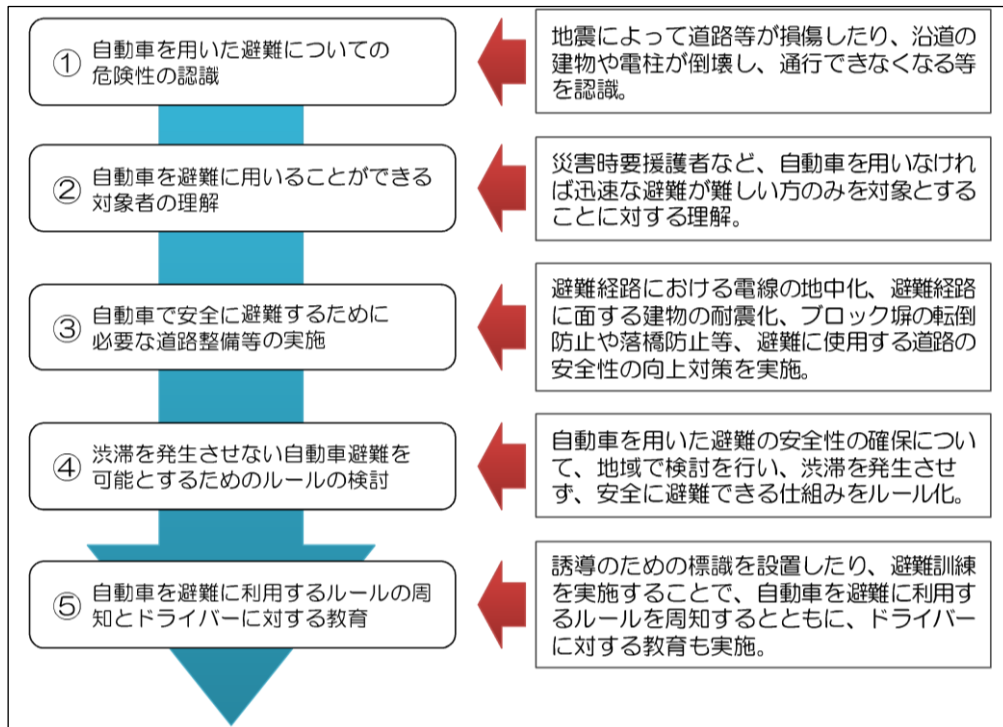 ① 自動車を用いた避難についての
危険性の認識
地震によって道路等が損傷したり、沿道の
建物や電柱が倒壊し、通行できなくなる等
を認識。
② 自動車を避難に用いることができる
対象者の理解
災害時要援護者など、自動車を用いなけれ
ば迅速な避難が難しい方のみを対象とする
ことに対する理解。
③ 自動車で安全に避難するために
必要な道路整備等の実施
避難経路における電線の地中化、避難経路
に面する建物の耐震化、ブロック塀の転倒
防止や落橋防止等、避難に使用する道路の
安全性の向上対策を実施。
④ 渋滞を発生させない自動車避難を
可能とするためのルールの検討
自動車を用いた避難の安全性の確保につい
て、地域で検討を行い、渋滞を発生させ
ず、安全に避難できる仕組みをルール化。
⑤ 自動車を避難に利用するルールの周
知とドライバーに対する教育
誘導のための標識を設置したり、避難訓練
を実施することで、自動車を避難に利用す
るルールを周知するとともに、ドライバー
に対する教育も実施。